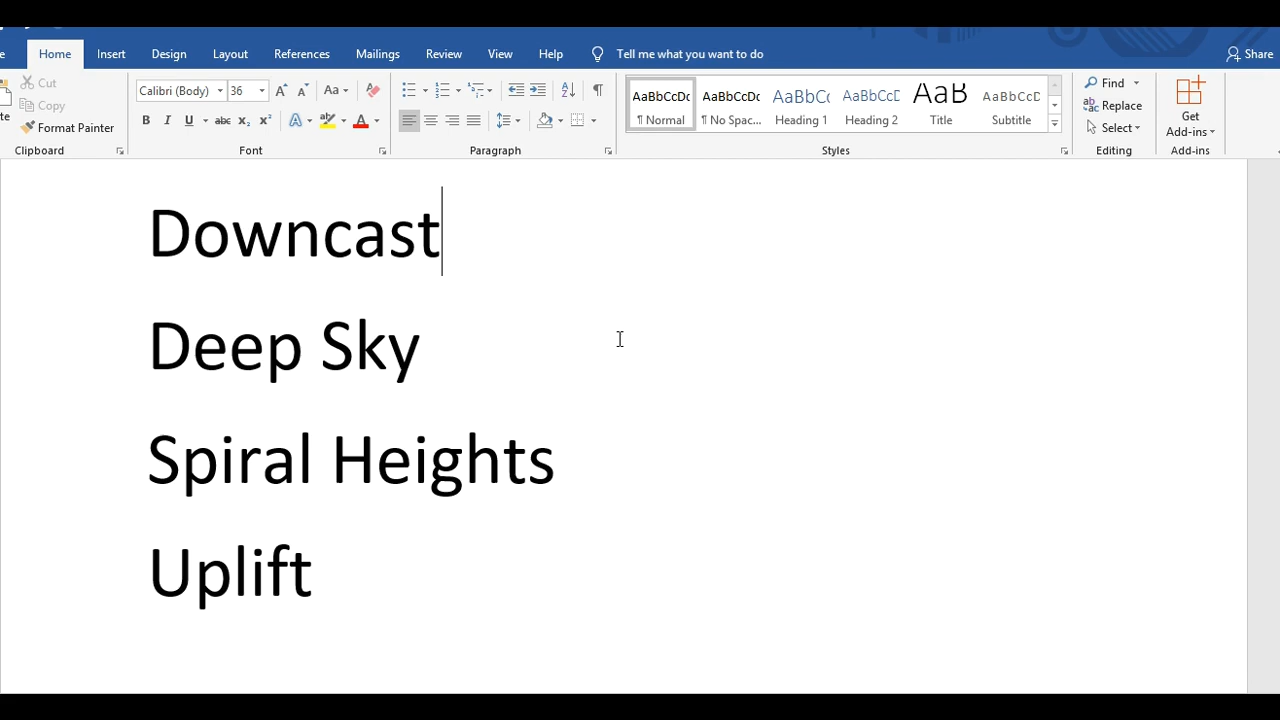 Home Insert Design Layout References Mailings Review View Help Tell me what you want to do Share
Cut
Copy
Format Painter
Clipboard
Calibri (Body) 36
Font
Paragraph
AaBbCcDc AaBbCcDc AaBbCc AaBbCcD AaB AaBbCcD
¶ Normal ¶ No Spac... Heading 1 Heading 2 Title Subtitle
Styles
Find
Replace
Select
Editing
Get
Add-ins
Add-ins
Downcast
Deep Sky
Spiral Heights
Uplift